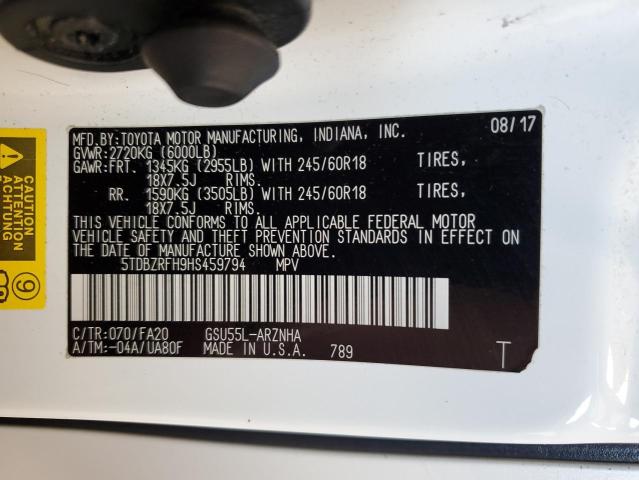 MFD.BY:TOYOTA MOTOR MANUFACTURING, INDIANA, INC. 08/17
GVWR:2720KG (6000LB)
GAWR:FRT. 1345KG (2955LB) WITH 245/60R18 TIRES,
18X7.5J RIMS.
RR. 1590KG (3505LB) WITH 245/60R18 TIRES,
18X7.5J RIMS.
THIS VEHICLE CONFORMS TO ALL APPLICABLE FEDERAL MOTOR
VEHICLE SAFETY AND THEFT PREVENTION STANDARDS IN EFFECT ON
THE DATE OF MANUFACTURE SHOWN ABOVE.
5TDBZRFH9HS459794 MPV
C/TR:070/FA20 GSU55L-ARZNHA
A/TM:-04A/UA80F MADE IN U.S.A. 789 T
CAUTION
ATTENTION
ACHTUNG
9